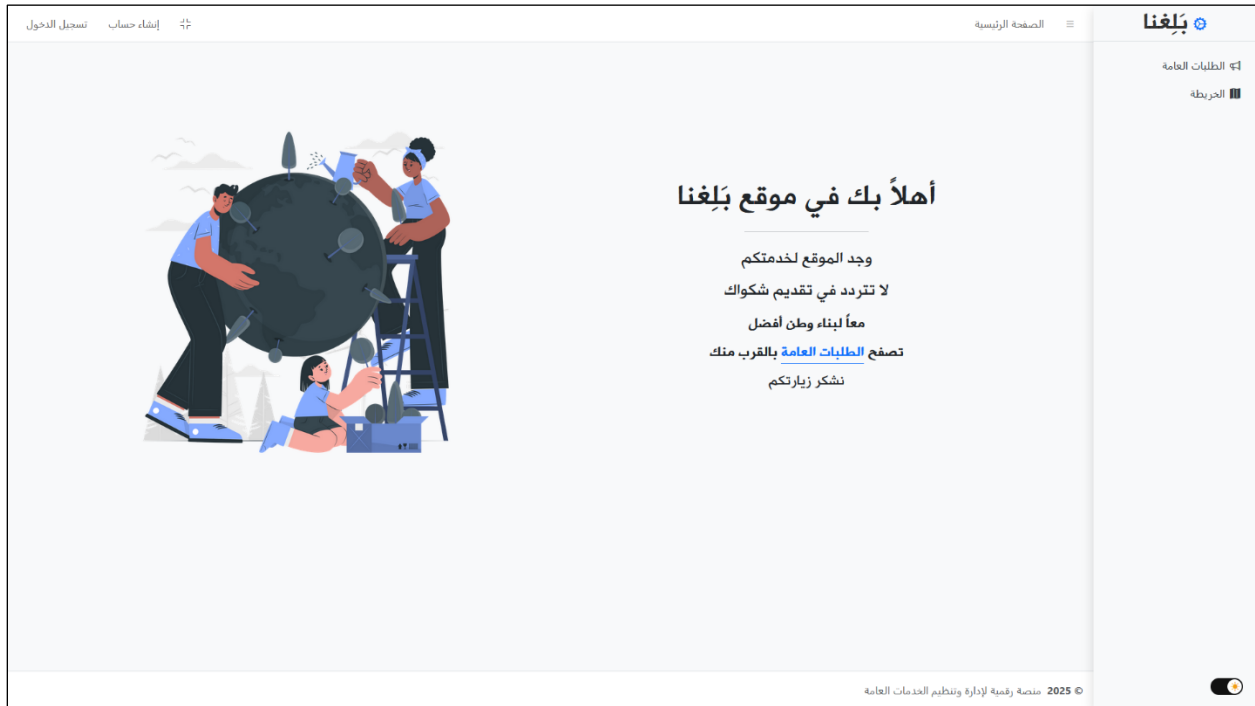 بَلِغنا
الصفحة الرئيسية
إنشاء حساب
تسجيل الدخول
الطلبات العامة
الخريطة
أهلاً بك في موقع بَلِغنا
وجد الموقع لخدمتكم
لا تتردد في تقديم شكواك
معاً لبناء وطن أفضل
تصفح الطلبات العامة بالقرب منك
نشكر زيارتكم
© 2025 منصة رقمية لإدارة وتنظيم الخدمات العامة